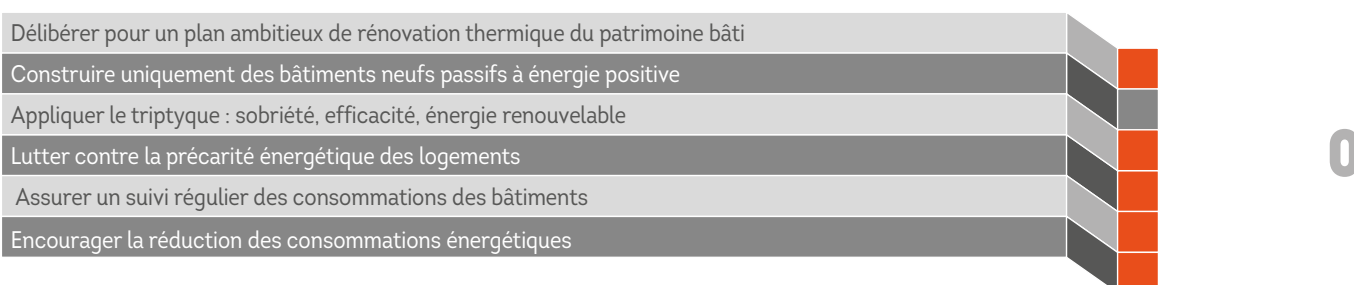 Délibérer pour un plan ambitieux de rénovation thermique du patrimoine bâti
Construire uniquement des bâtiments neufs passifs à énergie positive
Appliquer le triptyque : sobriété, efficacité, énergie renouvelable
Lutter contre la précarité énergétique des logements
Assurer un suivi régulier des consommations des bâtiments
Encourager la réduction des consommations énergétiques